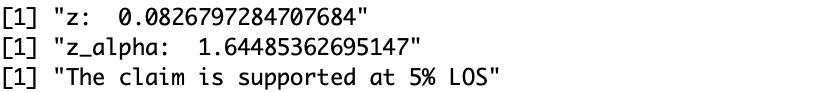 [1] "z:  0.0826797284707684"
[1] "z_alpha:  1.64485362695147"
[1] "The claim is supported at 5% LOS"